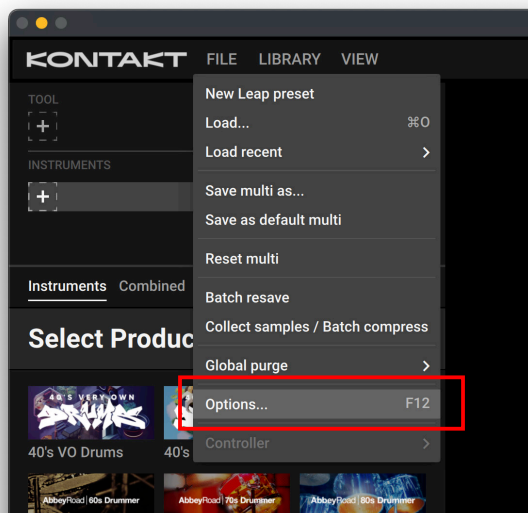 KONTAKT FILE LIBRARY VIEW
TOOL
+
INSTRUMENTS
+
New Leap preset
Load... ⌘O
Load recent >
Save multi as...
Save as default multi
Reset multi
Batch resave
Collect samples / Batch compress
Global purge >
Options... F12
Controller >
Instruments Combined
Select Produc
40'S VERY OWN
DRUMS
40's VO Drums
40's
AbbeyRoad | 60s Drummer
AbbeyRoad | 70s Drummer
AbbeyRoad | 80s Drummer